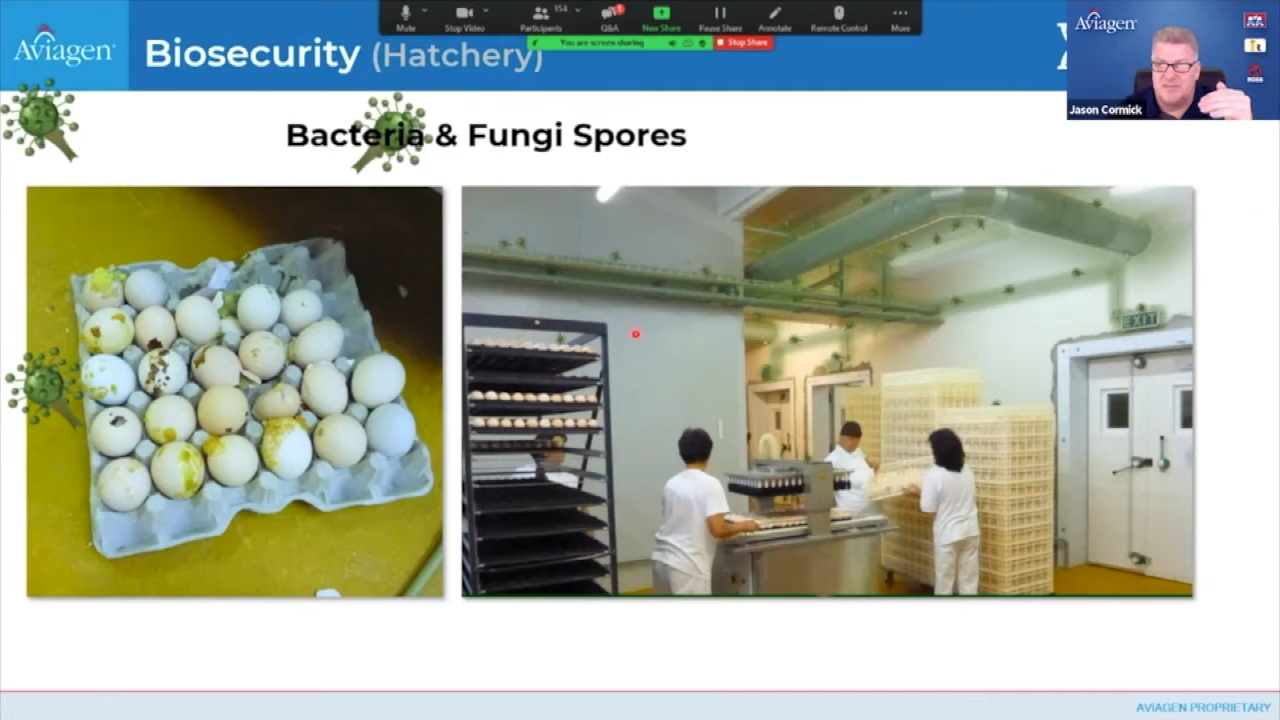 Mute
Stop Video
154
Participants
Q&A
New Share
Pause Share
Annotate
Remote Control
More
You are screen sharing
Stop Share
Aviagen
Biosecurity (Hatchery)
Aviagen
ROSS
Jason Cormick
Bacteria & Fungi Spores
EXIT
AVIAGEN PROPRIETARY